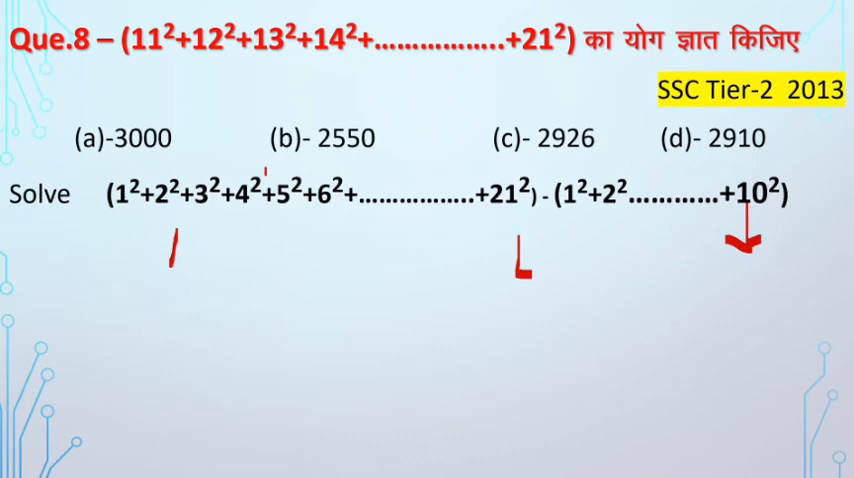 Que.8 – (11²+12²+13²+14²+……………..+21²) का योग ज्ञात किजिए
SSC Tier-2 2013
(a)-3000 (b)- 2550 (c)- 2926 (d)- 2910
Solve (1²+2²+3²+4²+5²+6²+……………..+21²) - (1²+2²…………+10²)